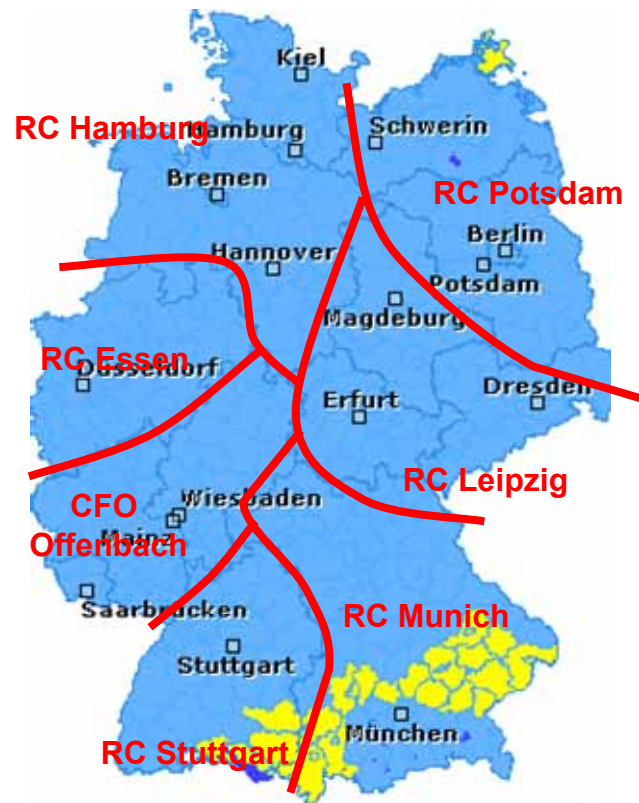 Kiel
RC Hamburg
Hamburg
Schwerin
Bremen
RC Potsdam
Berlin
Hannover
Potsdam
Magdeburg
RC Essen
Düsseldorf
Erfurt
Dresden
RC Leipzig
CFO
Offenbach
Wiesbaden
Mainz
Saarbrücken
RC Munich
Stuttgart
München
RC Stuttgart